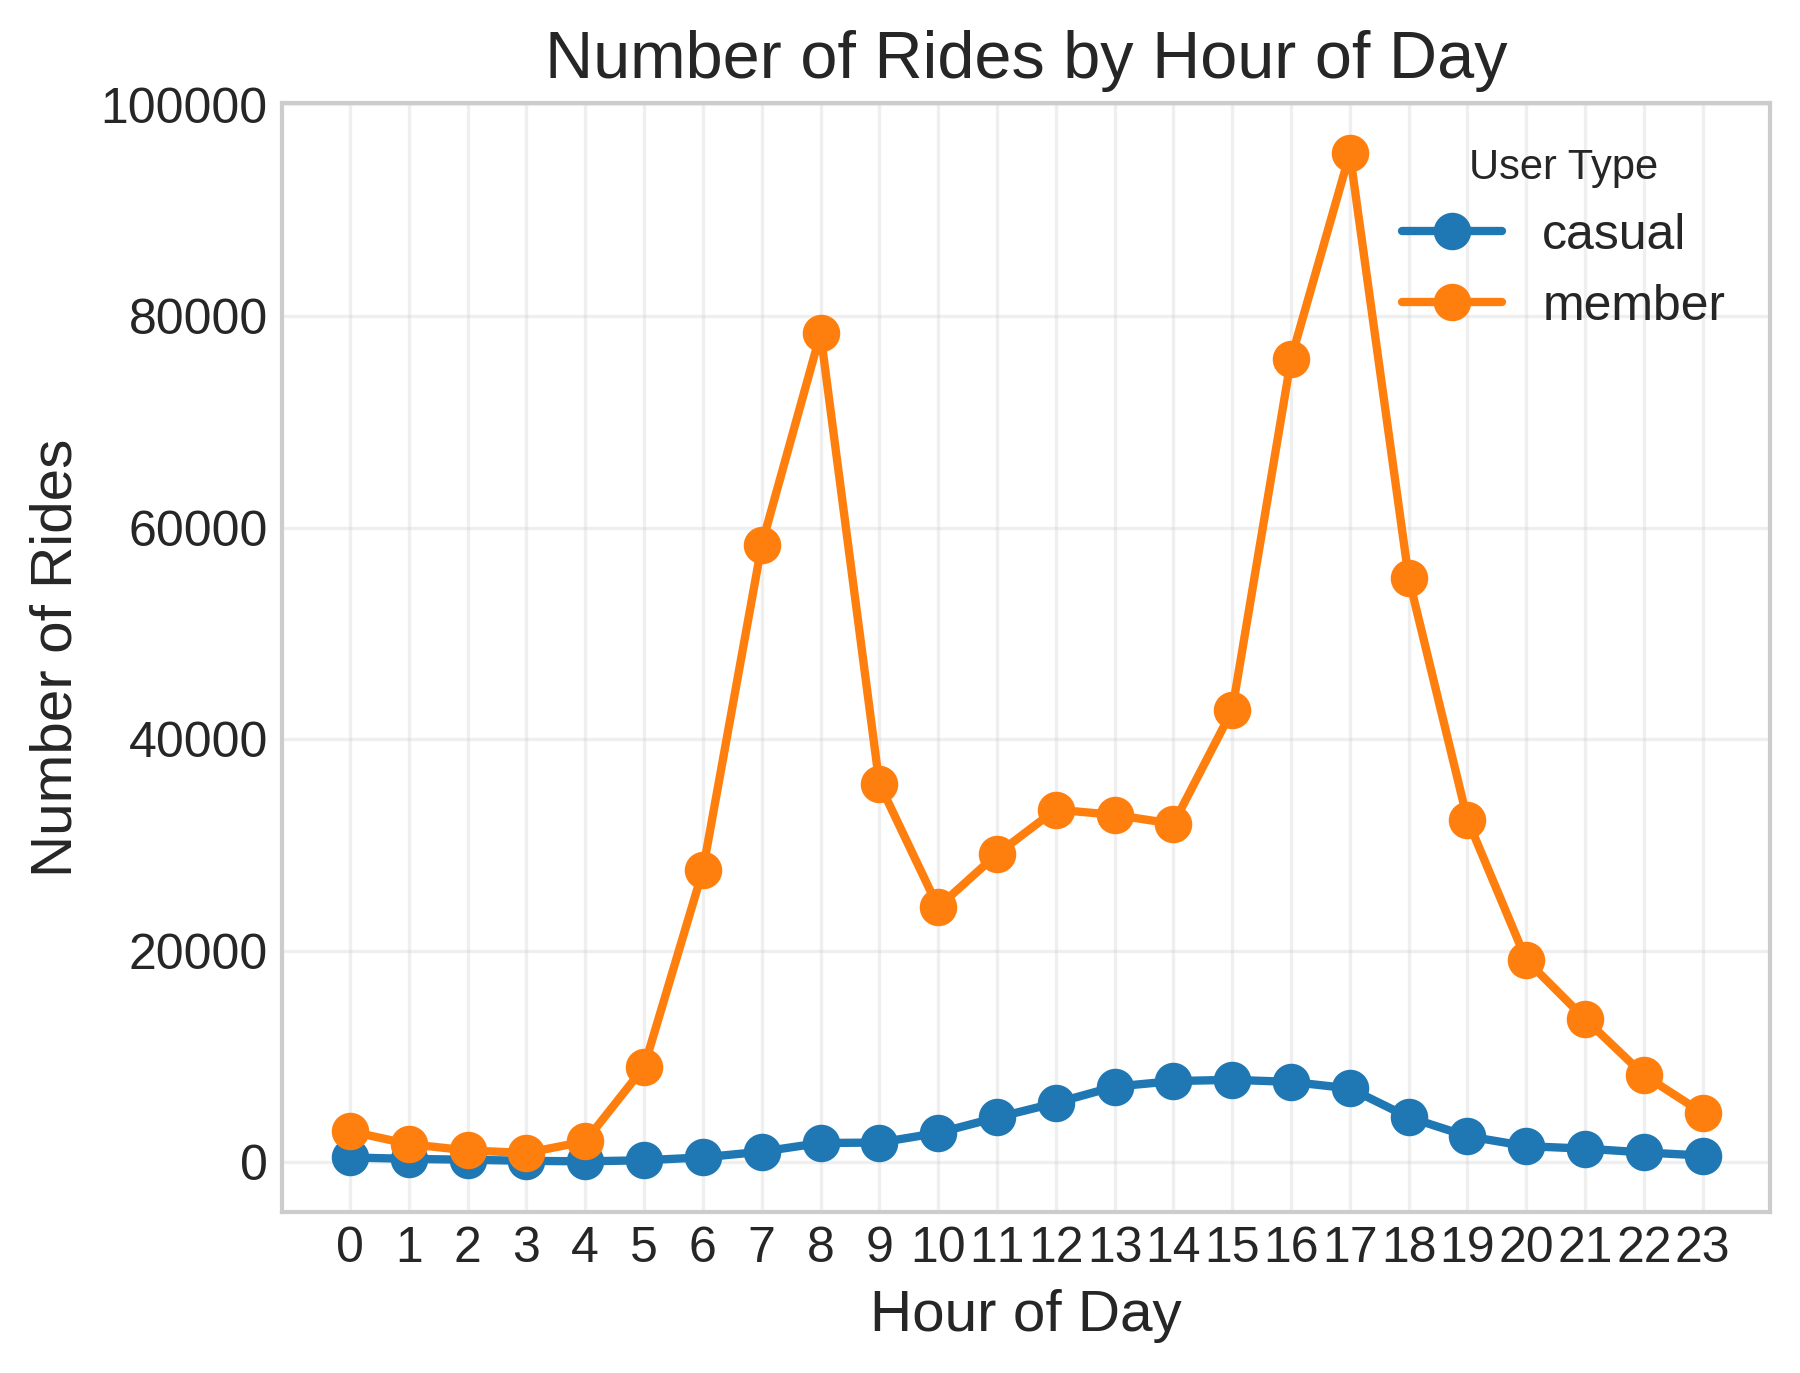 Number of Rides by Hour of Day
100000
80000
60000
40000
20000
0
Number of Rides
User Type
casual
member
0 1 2 3 4 5 6 7 8 9 10 11 12 13 14 15 16 17 18 19 20 21 22 23
Hour of Day